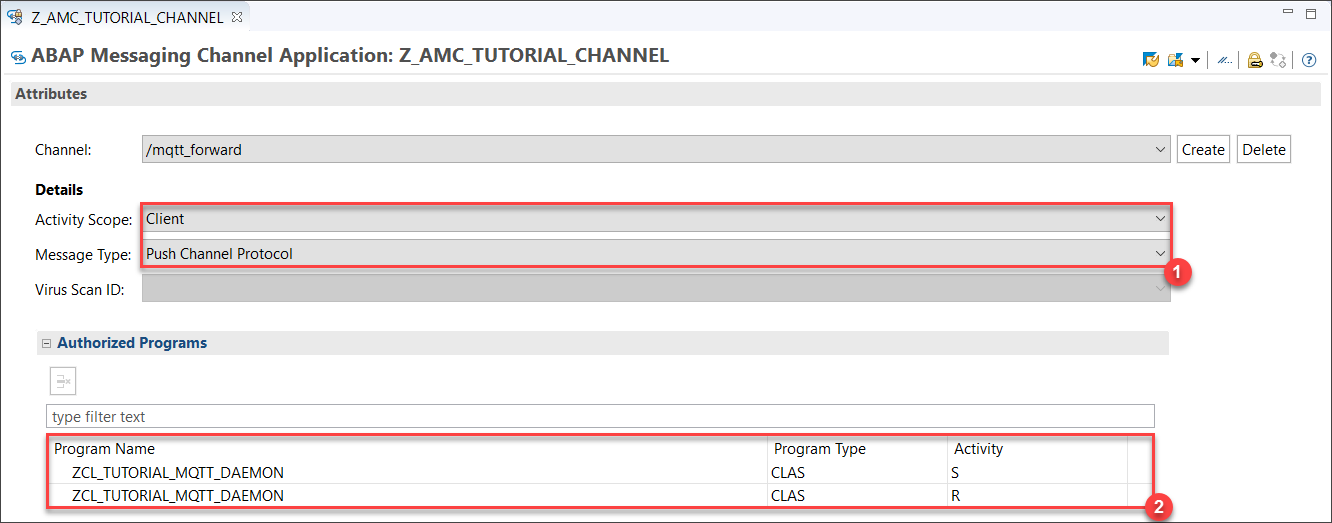 Z_AMC_TUTORIAL_CHANNEL
ABAP Messaging Channel Application: Z_AMC_TUTORIAL_CHANNEL
Attributes
Channel: /mqtt_forward Create Delete
Details
Activity Scope: Client
Message Type: Push Channel Protocol
1
Virus Scan ID:
Authorized Programs
type filter text
Program Name Program Type Activity
ZCL_TUTORIAL_MQTT_DAEMON CLAS S
ZCL_TUTORIAL_MQTT_DAEMON CLAS R
2